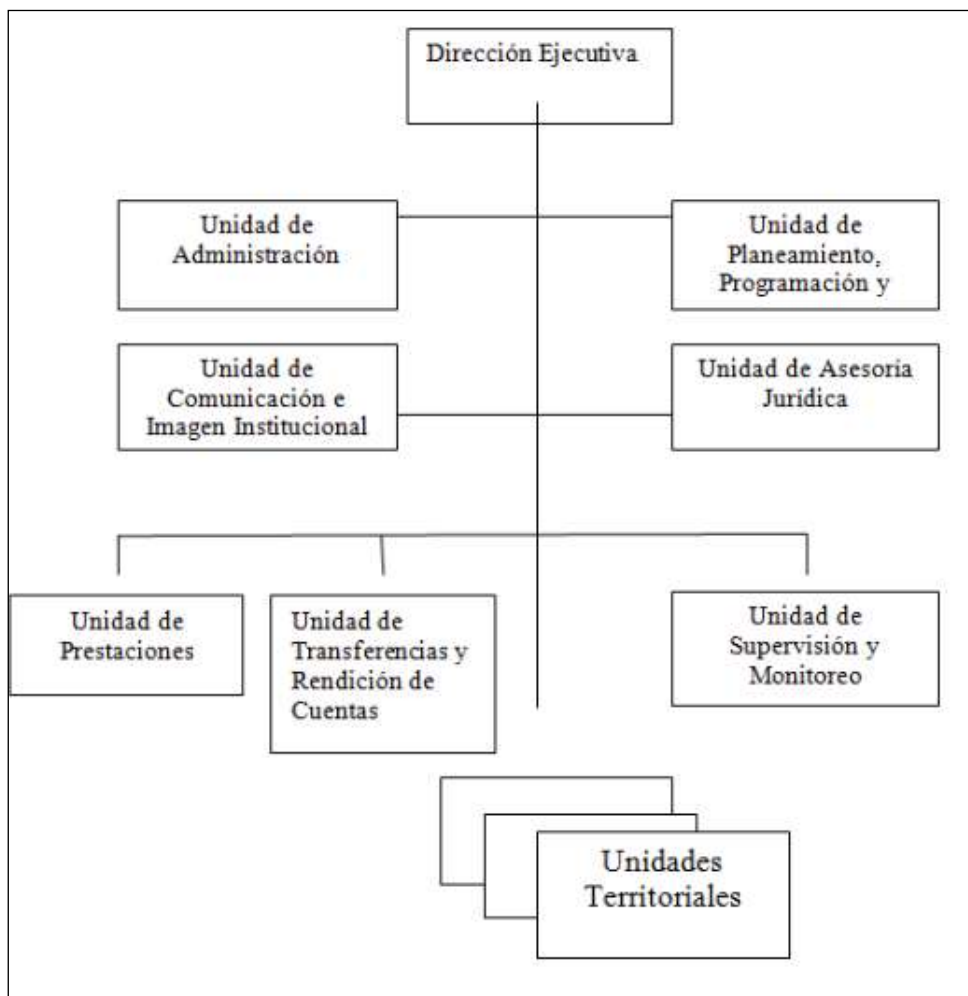 Dirección Ejecutiva
Unidad de
Administración
Unidad de
Planeamiento,
Programación y
Unidad de
Comunicación e
Imagen Institucional
Unidad de Asesoría
Jurídica
Unidad de
Prestaciones
Unidad de
Transferencias y
Rendición de
Cuentas
Unidad de
Supervisión y
Monitoreo
Unidades
Territoriales